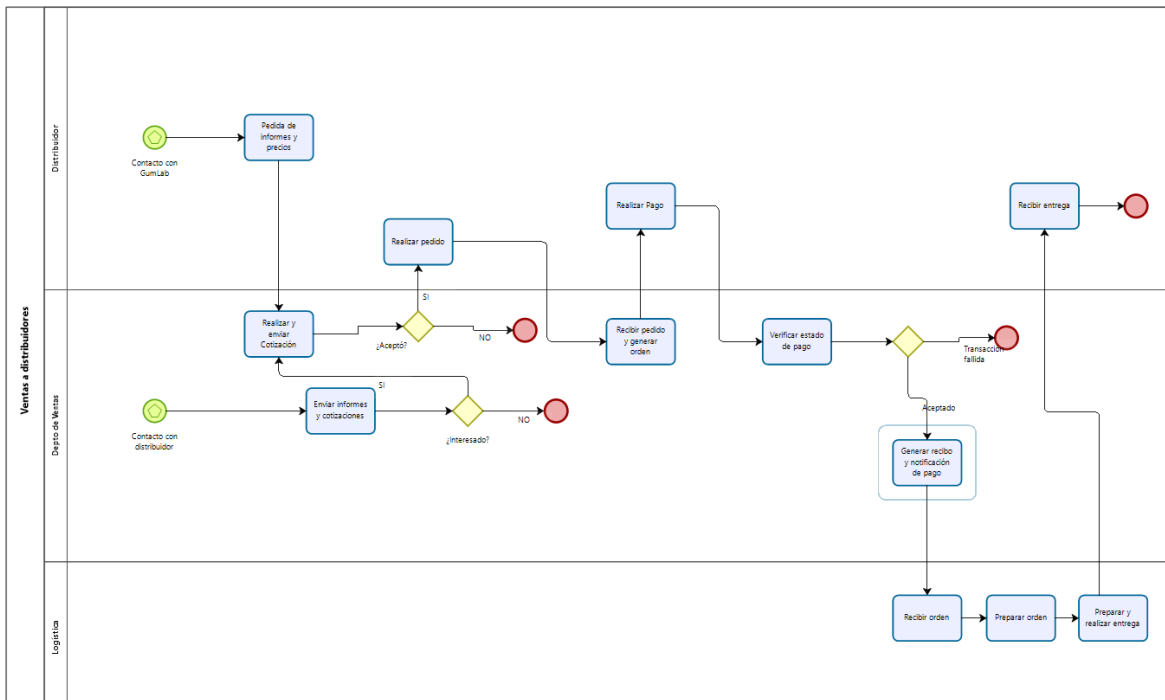 Ventas a distribuidores
Distribuidor
Contacto con
GumLab
Pedida de
informes y
precios
Realizar pedido
Realizar Pago
Recibir entrega
Depto de Ventas
Realizar y
enviar
Cotización
¿Aceptó?
SI
NO
Recibir pedido
y generar
orden
Verificar estado
de pago
Transacción
fallida
Aceptado
Contacto con
distribuidor
Enviar informes
y cotizaciones
SI
¿Interesado?
NO
Generar recibo
y notificación
de pago
Logística
Recibir orden
Preparar orden
Preparar y
realizar entrega